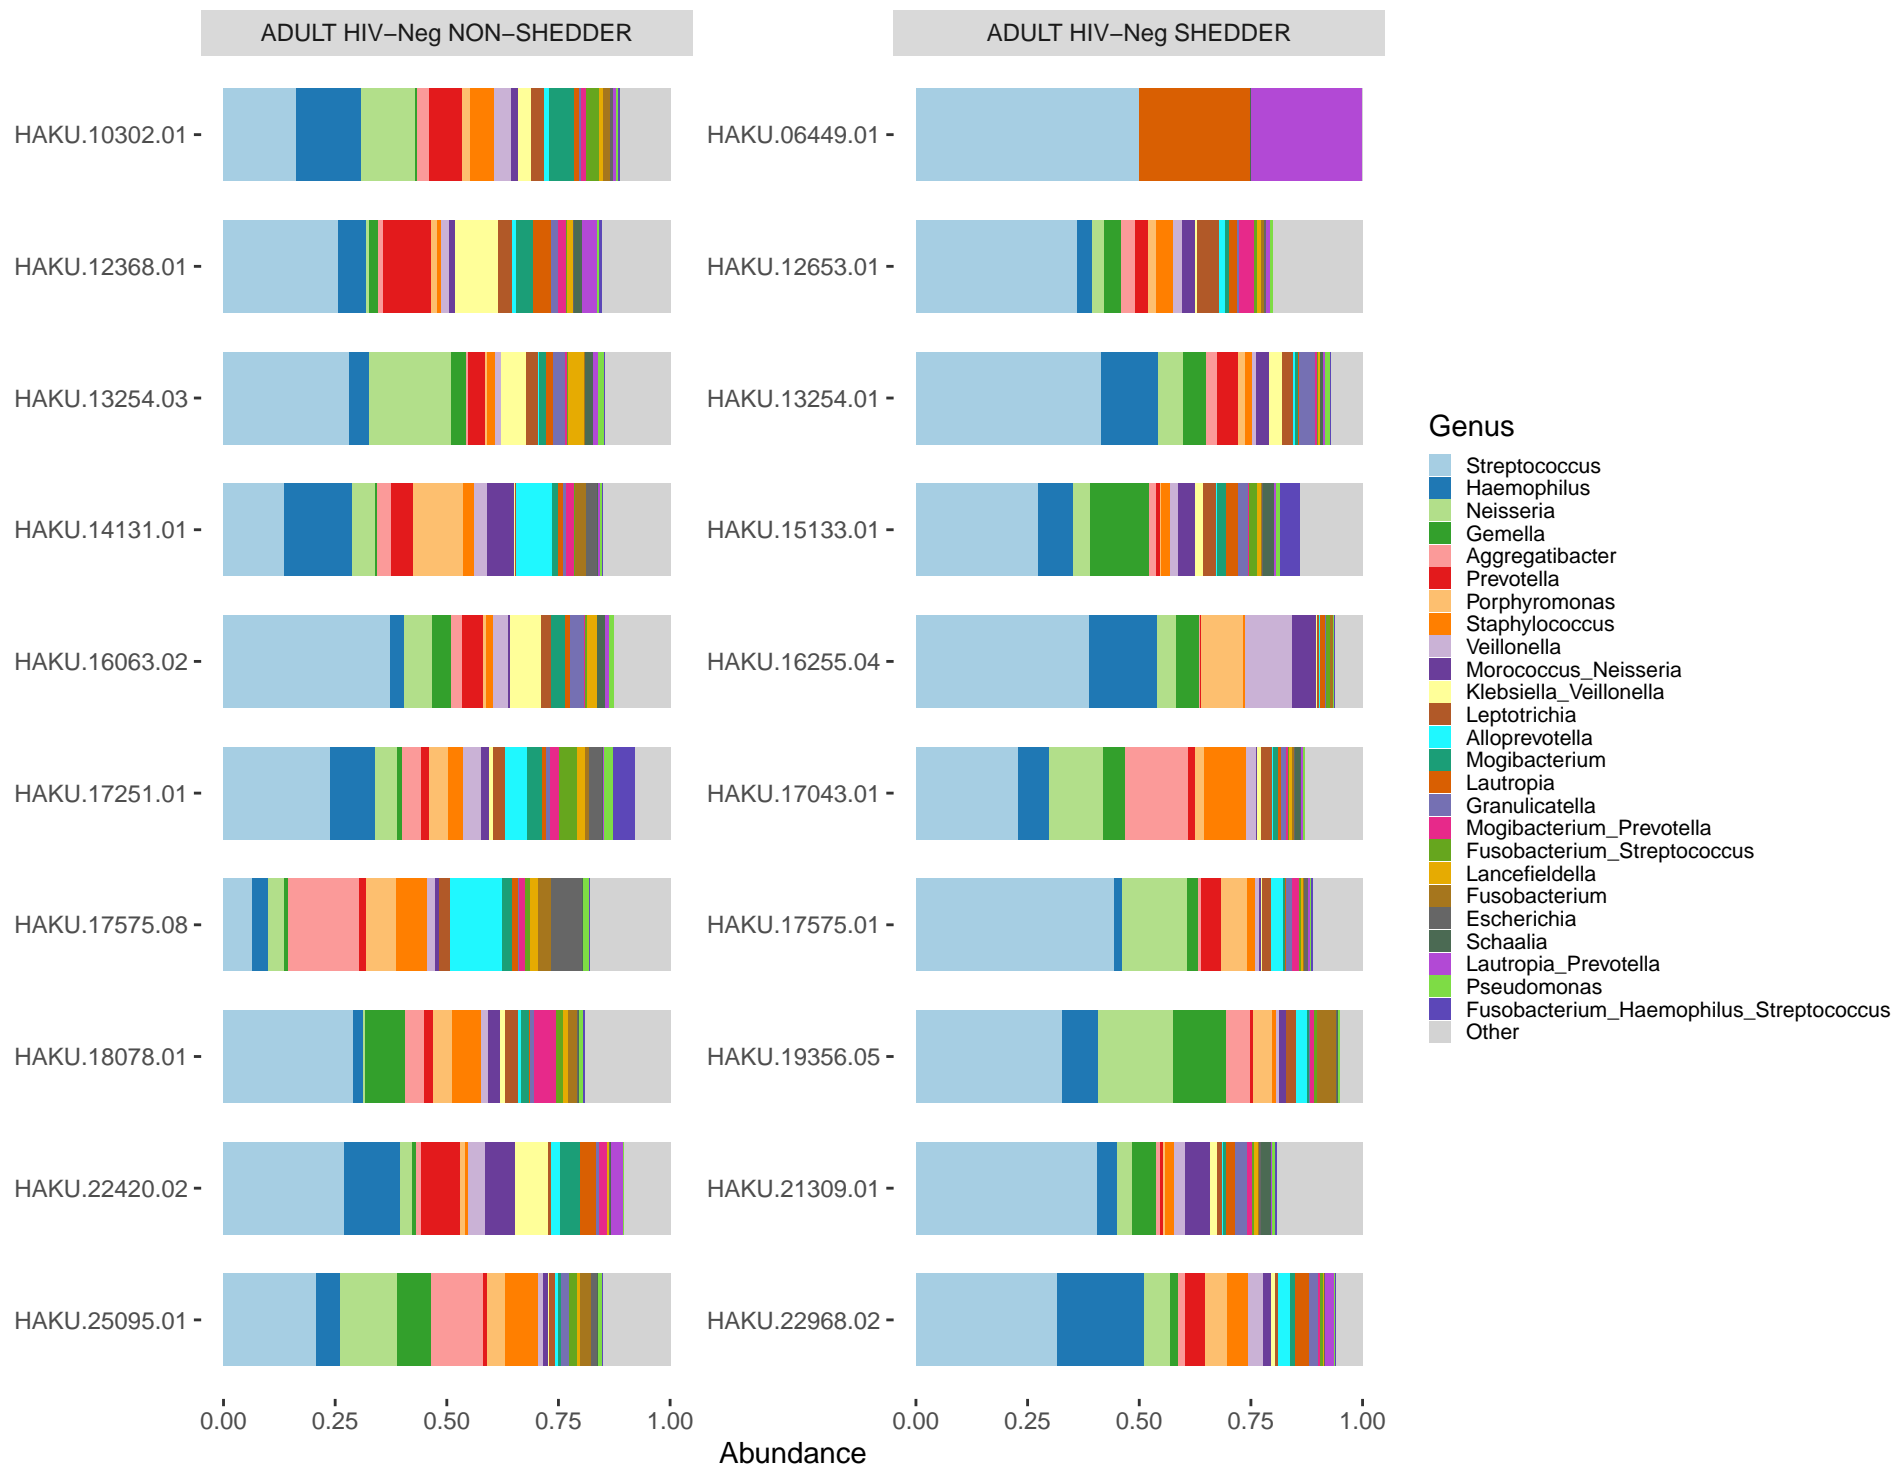 ADULT HIV−Neg NON−SHEDDER
ADULT HIV−Neg SHEDDER
HAKU.10302.01
HAKU.12368.01
HAKU.13254.03
HAKU.14131.01
HAKU.16063.02
HAKU.17251.01
HAKU.17575.08
HAKU.18078.01
HAKU.22420.02
HAKU.25095.01
HAKU.06449.01
HAKU.12653.01
HAKU.13254.01
HAKU.15133.01
HAKU.16255.04
HAKU.17043.01
HAKU.17575.01
HAKU.19356.05
HAKU.21309.01
HAKU.22968.02
0.00 0.25 0.50 0.75 1.00
0.00 0.25 0.50 0.75 1.00
Abundance
Genus
Streptococcus
Haemophilus
Neisseria
Gemella
Aggregatibacter
Prevotella
Porphyromonas
Staphylococcus
Veillonella
Morococcus_Neisseria
Klebsiella_Veillonella
Leptotrichia
Alloprevotella
Mogibacterium
Lautropia
Granulicatella
Mogibacterium_Prevotella
Fusobacterium_Streptococcus
Lancefieldella
Fusobacterium
Escherichia
Schaalia
Lautropia_Prevotella
Pseudomonas
Fusobacterium_Haemophilus_Streptococcus
Other